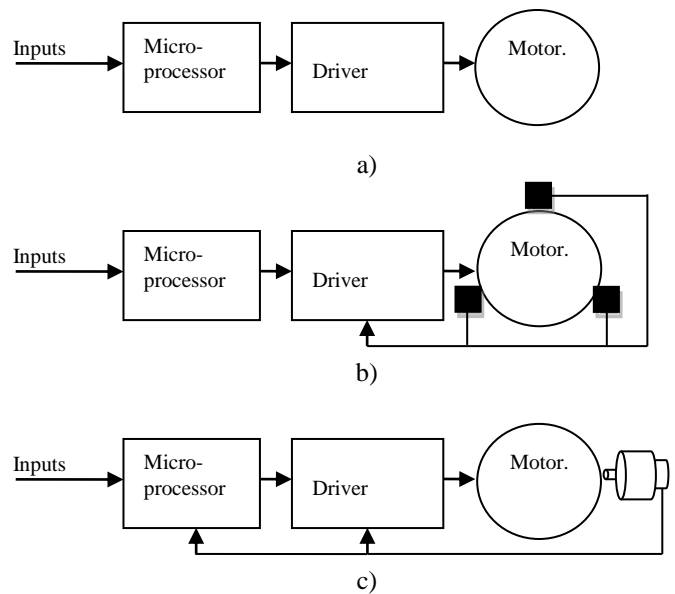 Inputs
Micro-
processor
Driver
Motor.
a)
Inputs
Micro-
processor
Driver
Motor.
b)
Inputs
Micro-
processor
Driver
Motor.
c)